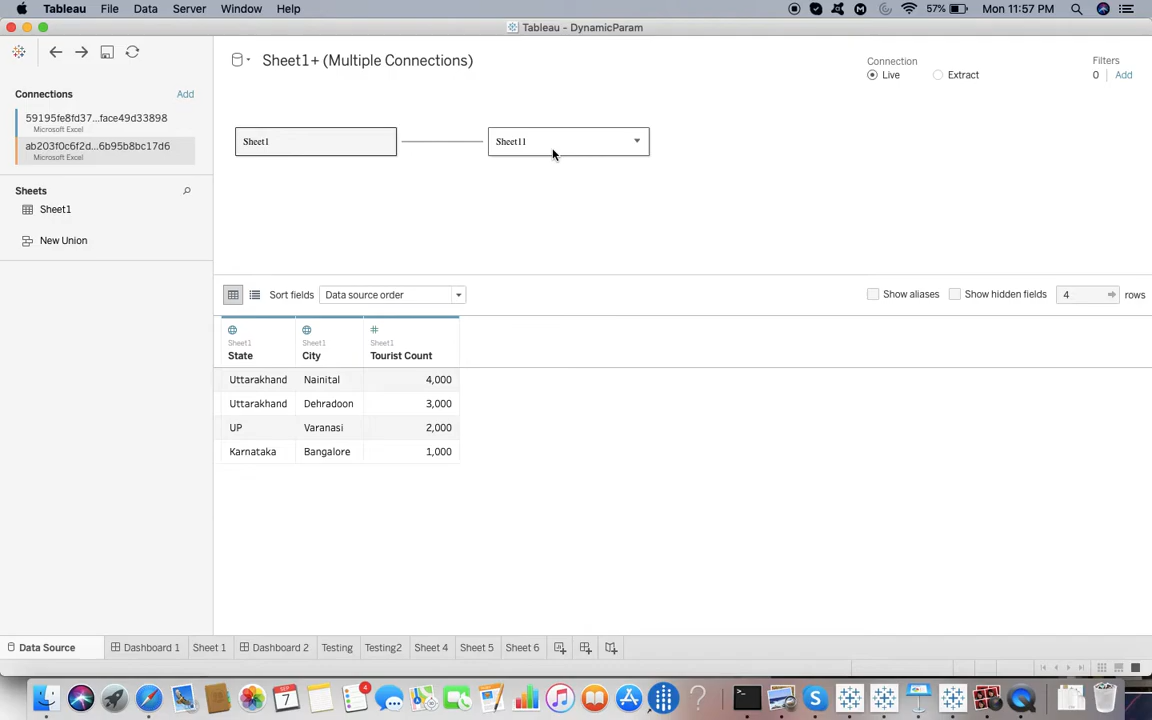 Tableau File Data Server Window Help 57% Mon 11:57 PM
Tableau - DynamicParam
Sheet1+ (Multiple Connections)
Connection
Live Extract
Filters
0 Add
Connections Add
59195fe8fd37...face49d33898
Microsoft Excel
ab203f0c6f2d...6b95b8bc17d6
Microsoft Excel
Sheets
Sheet1
New Union
Sheet1
Sheet11
Sort fields Data source order Show aliases Show hidden fields 4 rows
Sheet1 Sheet1 Sheet1
State City Tourist Count
Uttarakhand Nainital 4,000
Uttarakhand Dehradoon 3,000
UP Varanasi 2,000
Karnataka Bangalore 1,000
Data Source Dashboard 1 Sheet 1 Dashboard 2 Testing Testing2 Sheet 4 Sheet 5 Sheet 6
SEP
7
4